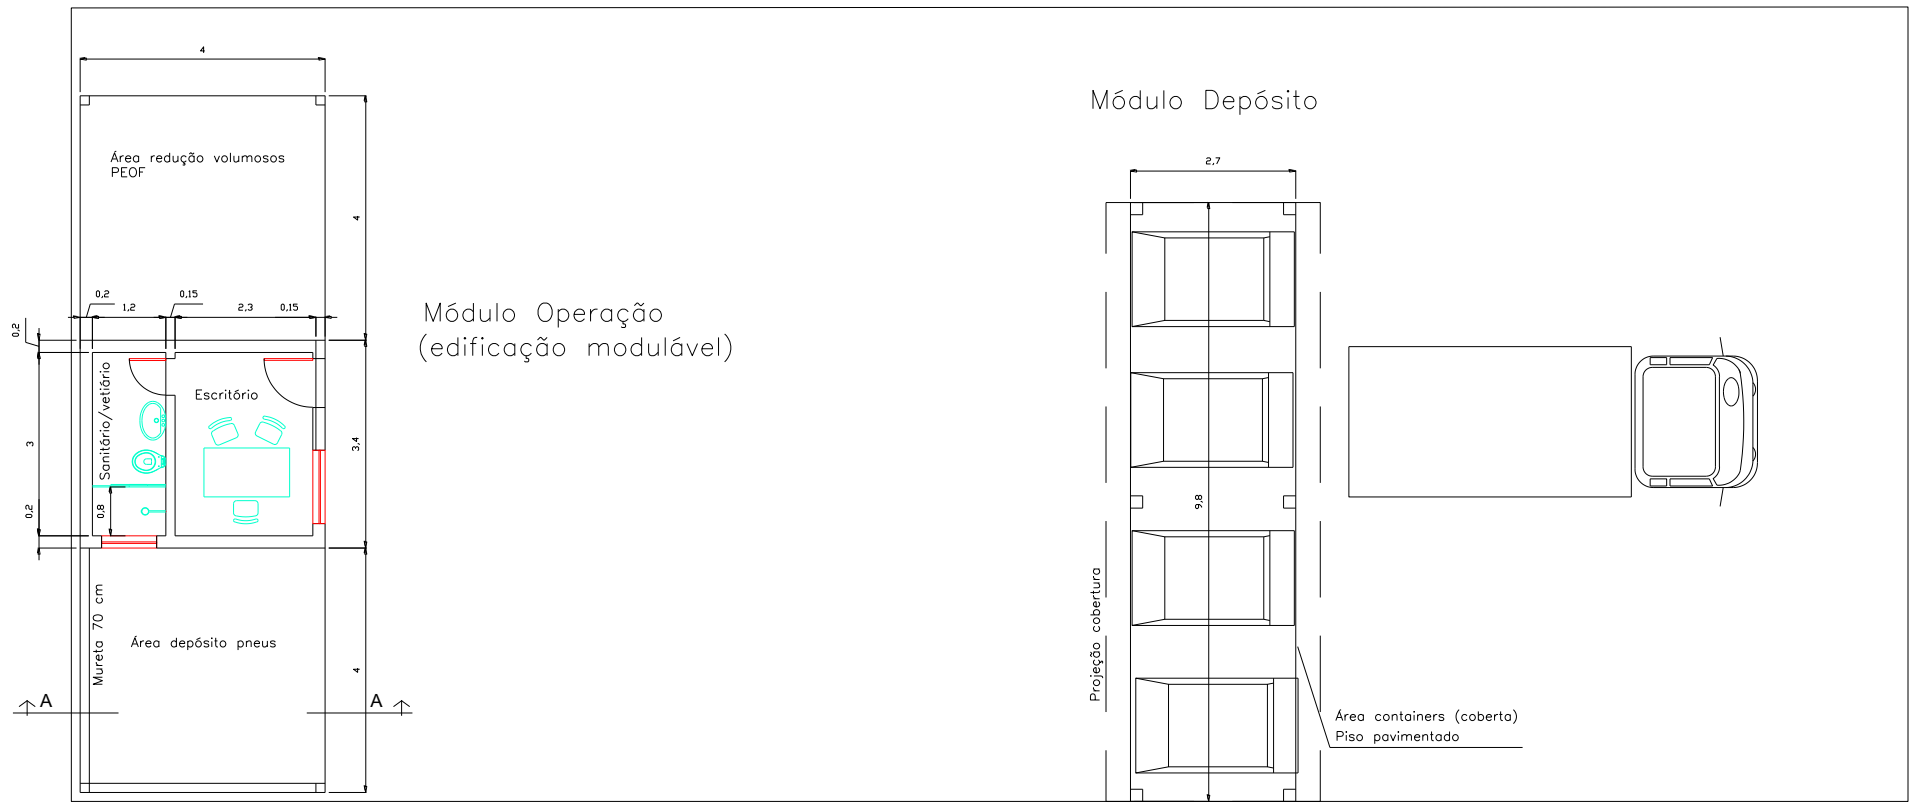 4
Área redução volumosos
PEOF
4
0,2
1,2
0,15
2,3
0,15
0,2
Sanitário/vetiário
Escritório
3
3,4
0,2
0,8
Mureta 70 cm
Área depósito pneus
4
A
A
Módulo Operação
(edificação modulável)
Módulo Depósito
2,7
9,8
Projeção cobertura
Área containers (coberta)
Piso pavimentado